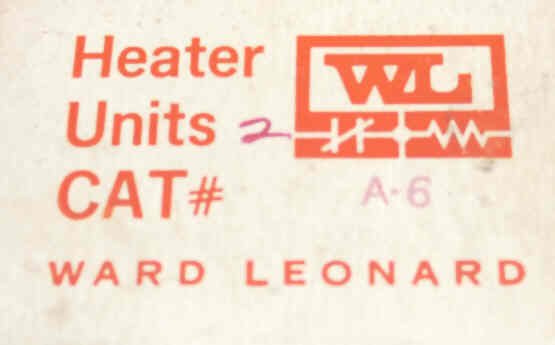 Heater
Units 2
WL
CAT#
A-6
WARD LEONARD